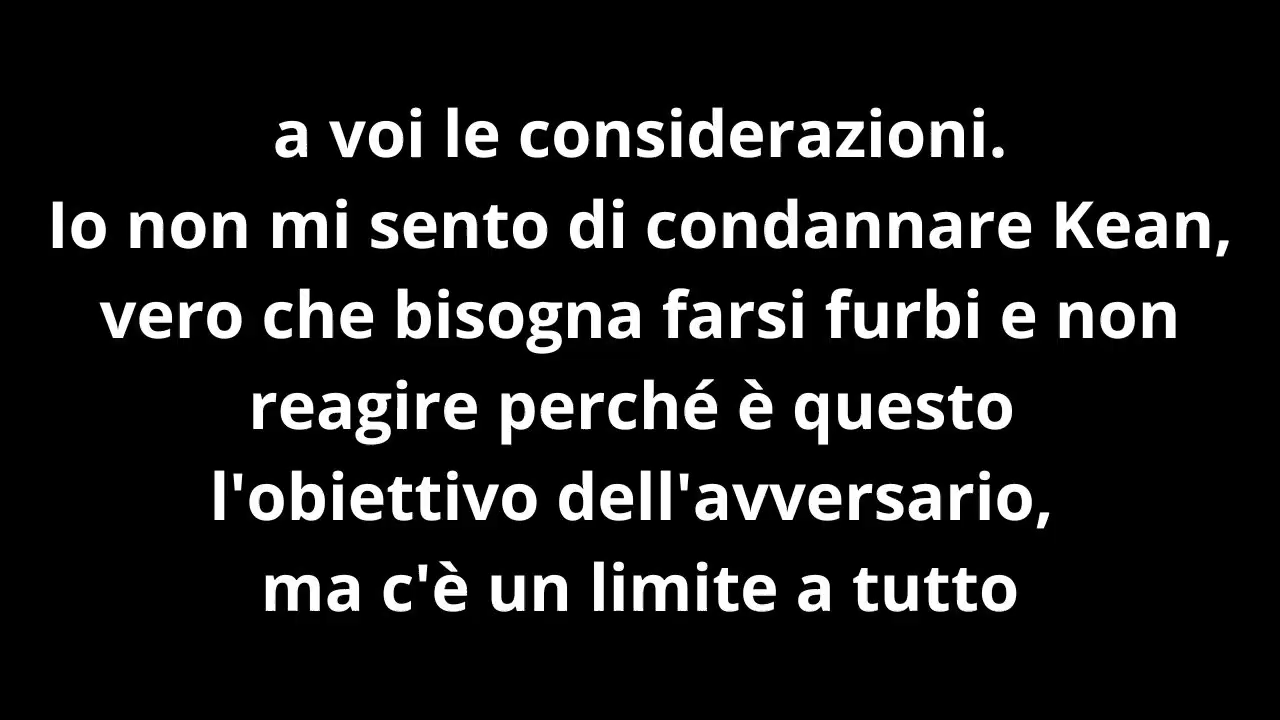 a voi le considerazioni.
Io non mi sento di condannare Kean,
vero che bisogna farsi furbi e non
reagire perché è questo
l'obiettivo dell'avversario,
ma c'è un limite a tutto